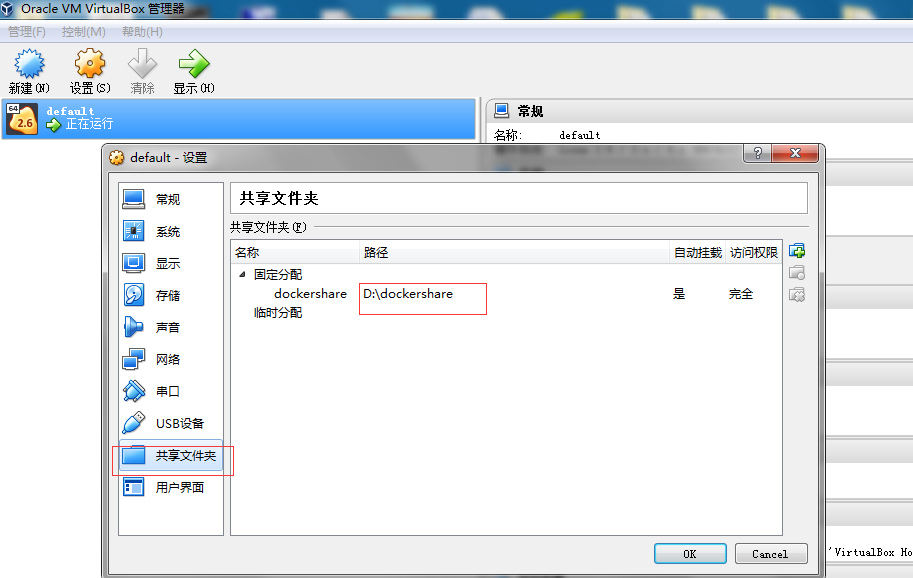 Oracle VM VirtualBox 管理器
管理(F) 控制(M) 帮助(H)
新建(N) 设置(S) 清除 显示(H)
64
2.6
default
正在运行
常规
名称: default
default - 设置
?
常规
系统
显示
存储
声音
网络
串口
USB设备
共享文件夹
用户界面
共享文件夹
共享文件夹(F)
名称 路径 自动挂载 访问权限
固定分配
dockershare D:\dockershare 是 完全
临时分配
OK Cancel
'VirtualBox Ho